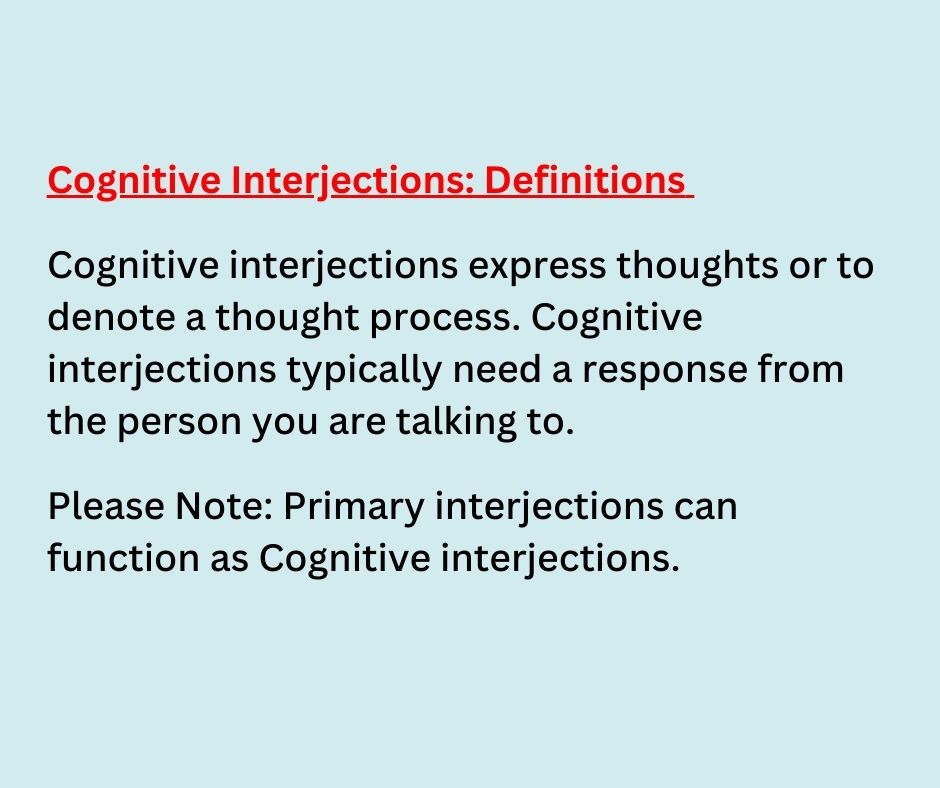 Cognitive Interjections: Definitions
Cognitive interjections express thoughts or to
denote a thought process. Cognitive
interjections typically need a response from
the person you are talking to.
Please Note: Primary interjections can
function as Cognitive interjections.